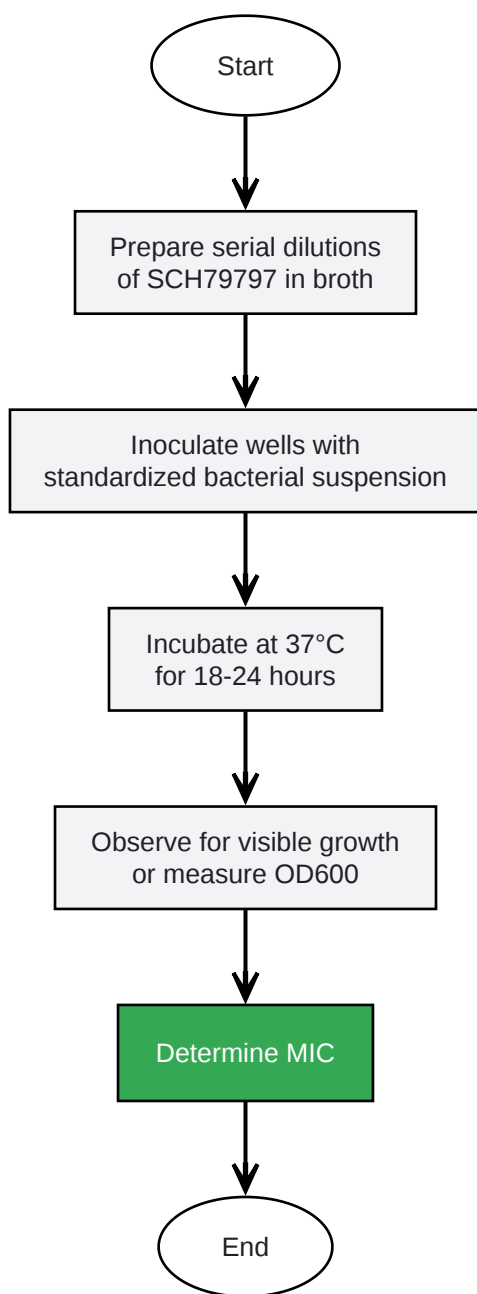 Start
Prepare serial dilutions
of SCH79797 in broth
Inoculate wells with
standardized bacterial suspension
Incubate at 37°C
for 18-24 hours
Observe for visible growth
or measure OD600
Determine MIC
End